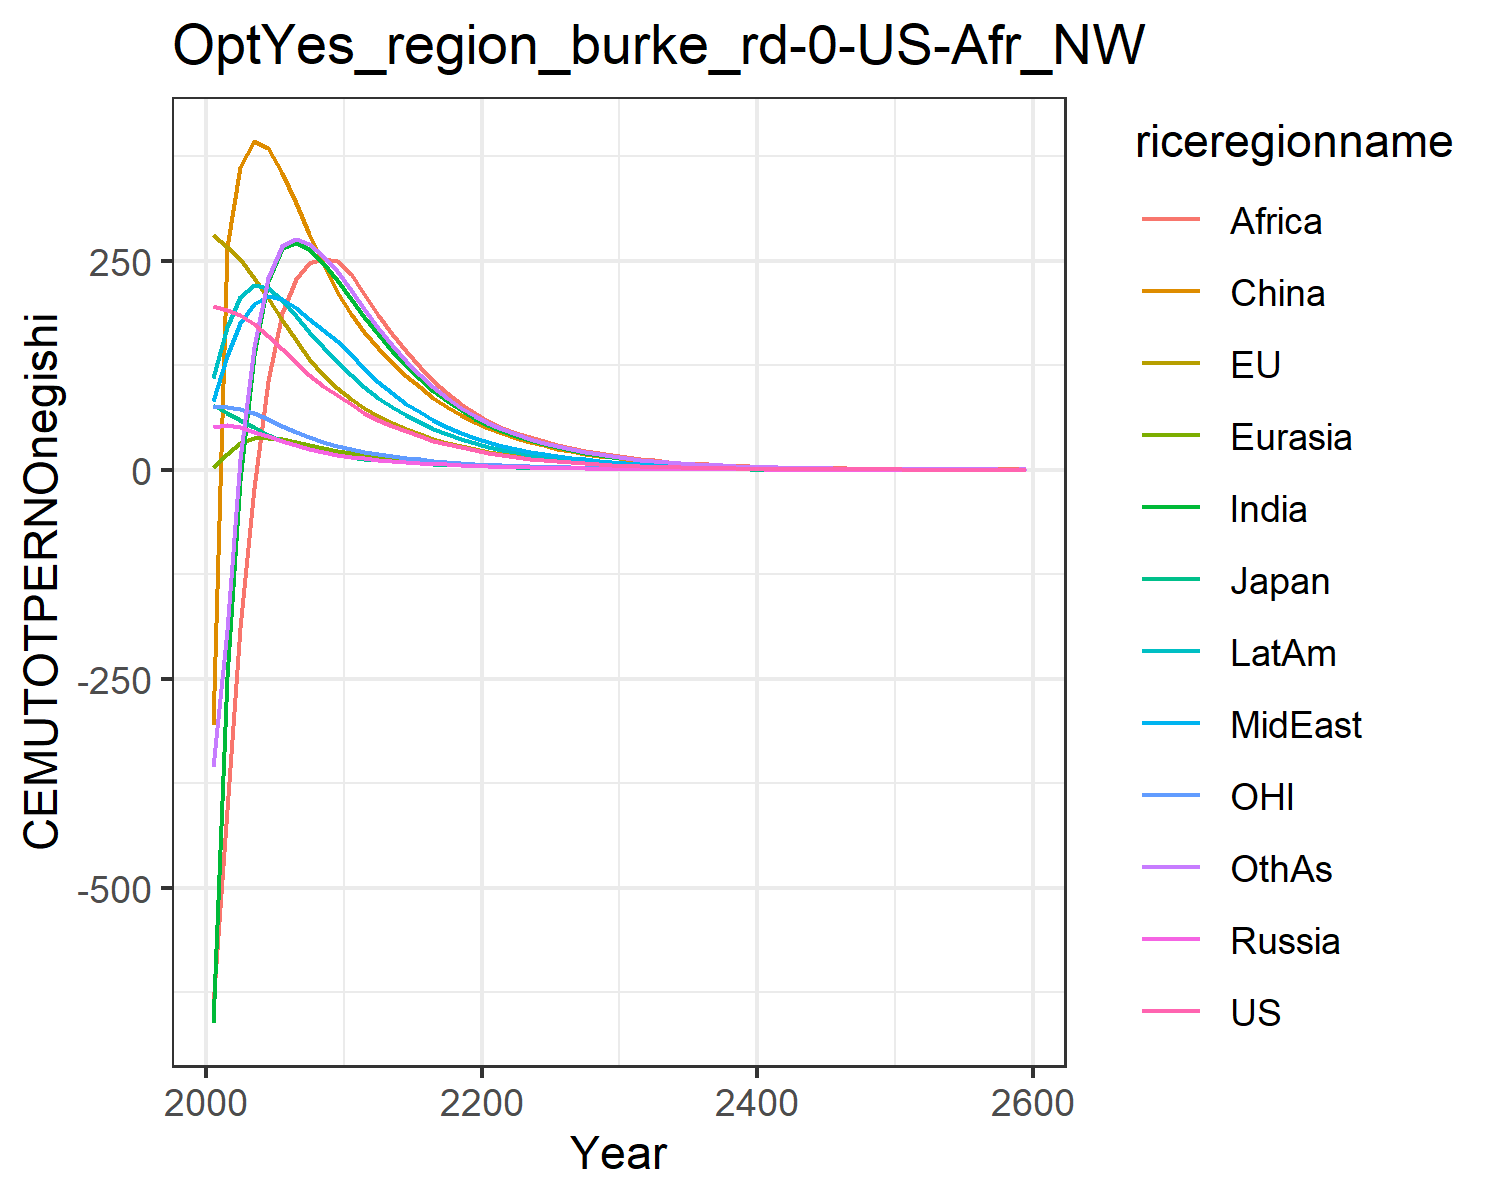 OptYes_region_burke_rd-0-US-Afr_NW
CEMUTOTPERNOnegishi
250
0
-250
-500
2000 2200 2400 2600
Year
riceregionname
Africa
China
EU
Eurasia
India
Japan
LatAm
MidEast
OHI
OthAs
Russia
US